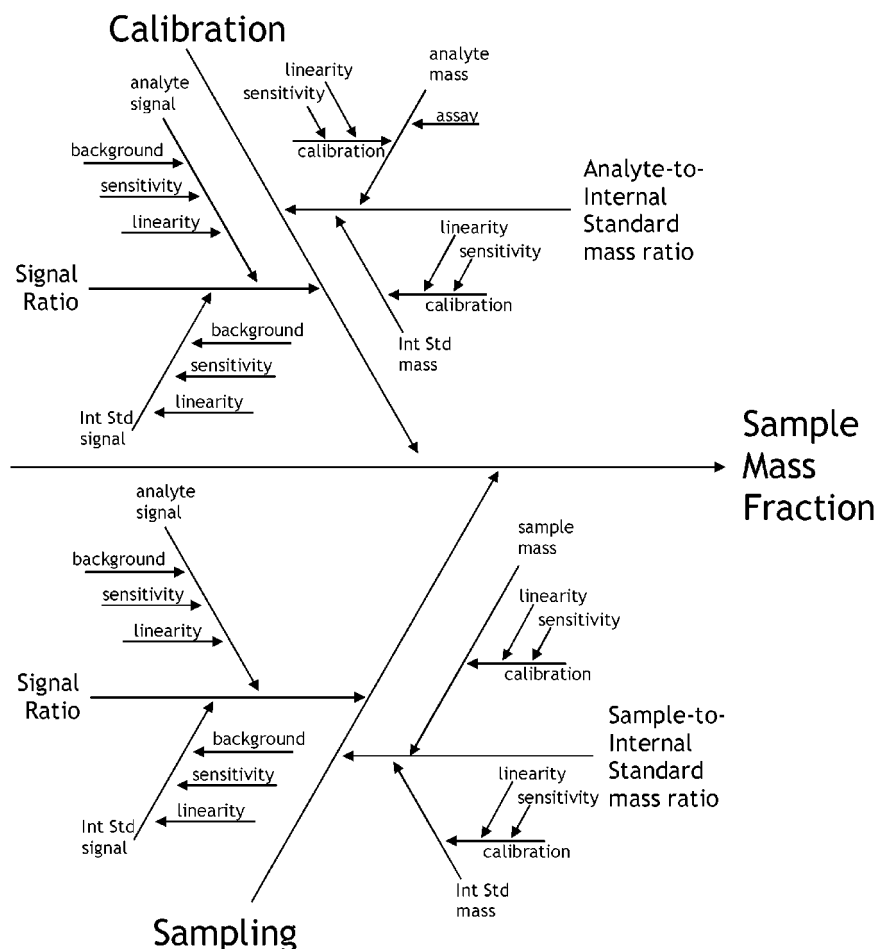 Calibration
analyte
signal
background
sensitivity
linearity
linearity
sensitivity
calibration
analyte
mass
assay
Analyte-to-
Internal
Standard
mass ratio
linearity
sensitivity
calibration
Int Std
mass
Signal
Ratio
background
sensitivity
linearity
Int Std
signal
Sample
Mass
Fraction
analyte
signal
background
sensitivity
linearity
sample
mass
linearity
sensitivity
calibration
Signal
Ratio
background
sensitivity
linearity
Int Std
signal
Sample-to-
Internal
Standard
mass ratio
linearity
sensitivity
calibration
Int Std
mass
Sampling